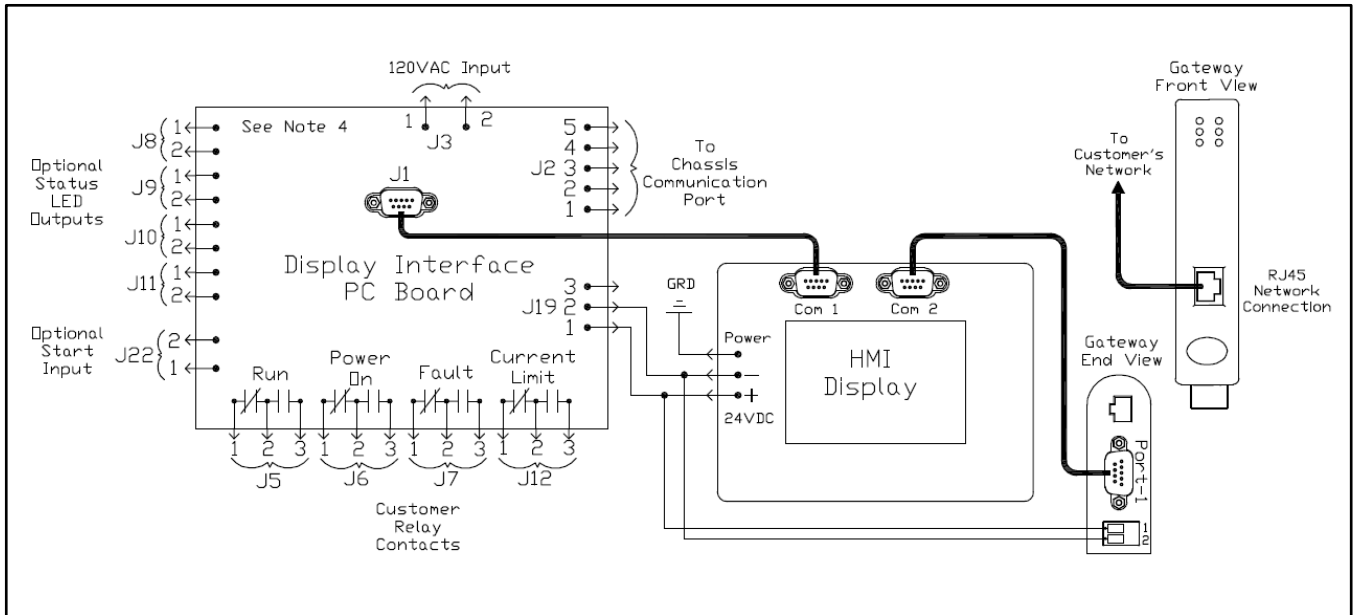 120VAC Input
1
2
J3
See Note 4
J8
1
2
J9
1
2
J10
1
2
J11
1
2
Optional
Status
LED
Outputs
Optional
Start
Input
J22
2
1
J1
Display Interface
PC Board
5
4
J2 3
2
1
To
Chassis
Communication
Port
3
J19 2
1
Run
Power
On
Fault
Current
Limit
1 2 3
1 2 3
1 2 3
1 2 3
J5
J6
J7
J12
Customer
Relay
Contacts
GRD
Power
-
+
24VDC
Com 1
Com 2
HMI
Display
Gateway
Front View
To
Customer's
Network
RJ45
Network
Connection
Gateway
End View
Port-1
1
2